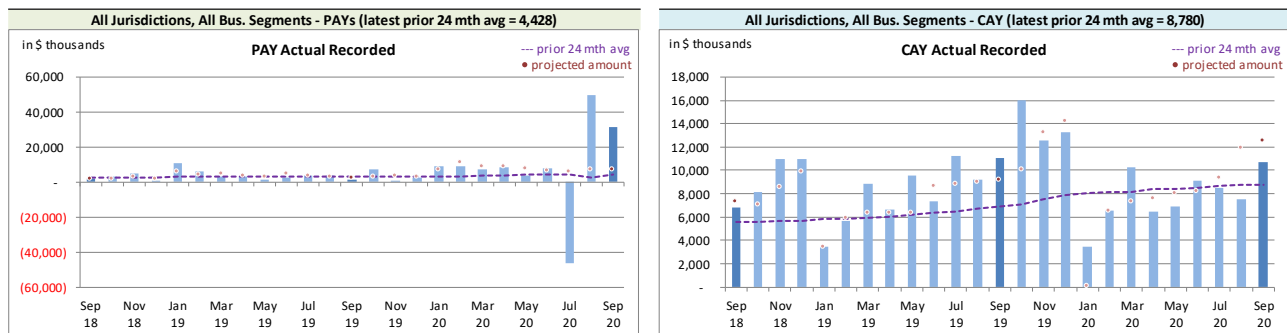 All Jurisdictions, All Bus. Segments - PAYs (latest prior 24 mth avg = 4,428)
in $ thousands
PAY Actual Recorded
--- prior 24 mth avg
• projected amount
60,000
40,000
20,000
-
(20,000)
(40,000)
(60,000)
Sep Nov Jan Mar May Jul Sep Nov Jan Mar May Jul Sep
18 18 19 19 19 19 19 19 20 20 20 20 20
All Jurisdictions, All Bus. Segments - CAY (latest prior 24 mth avg = 8,780)
in $ thousands
CAY Actual Recorded
--- prior 24 mth avg
• projected amount
18,000
16,000
14,000
12,000
10,000
8,000
6,000
4,000
2,000
-
Sep Nov Jan Mar May Jul Sep Nov Jan Mar May Jul Sep
18 18 19 19 19 19 19 19 20 20 20 20 20